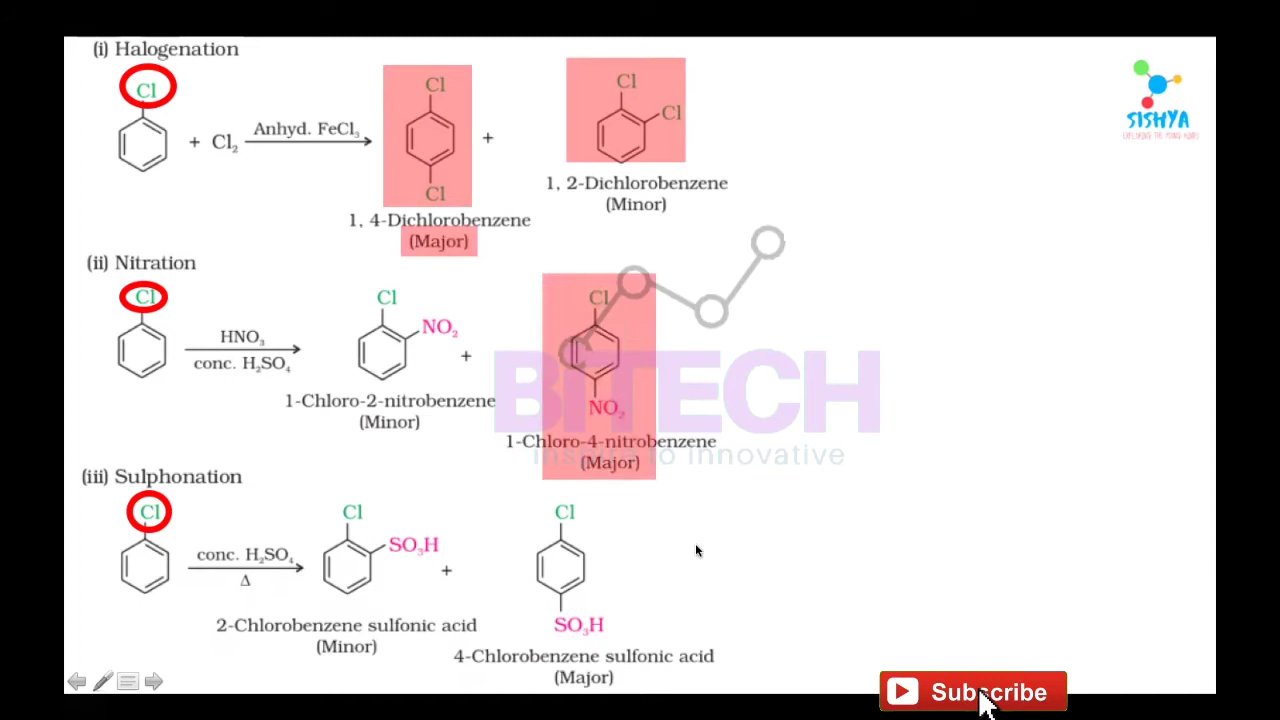 (i) Halogenation
Cl
+ Cl₂
Anhyd. FeCl₃
Cl
Cl
+
Cl
Cl
1, 4-Dichlorobenzene
(Major)
1, 2-Dichlorobenzene
(Minor)
SISHYA
(ii) Nitration
Cl
HNO₃
conc. H₂SO₄
Cl
NO₂
+
Cl
NO₂
1-Chloro-2-nitrobenzene
(Minor)
1-Chloro-4-nitrobenzene
(Major)
BITECH
inspire to innovative
(iii) Sulphonation
Cl
conc. H₂SO₄
Δ
Cl
SO₃H
+
Cl
SO₃H
2-Chlorobenzene sulfonic acid
(Minor)
4-Chlorobenzene sulfonic acid
(Major)
Subscribe